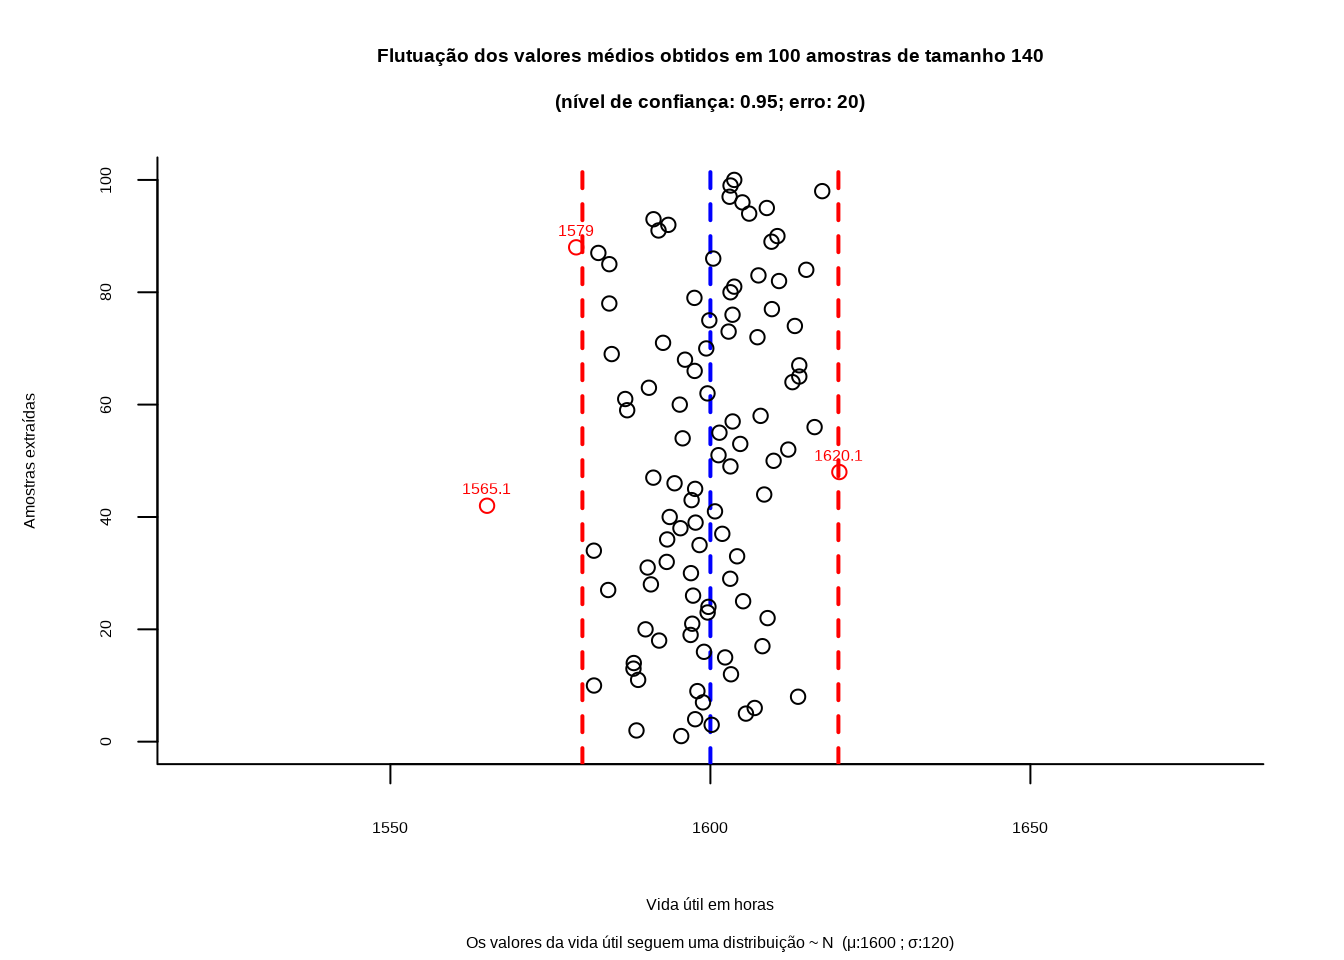 Flutuação dos valores médios obtidos em 100 amostras de tamanho 140
(nível de confiança: 0.95; erro: 20)
Amostras extraídas
100
80
60
40
20
0
1579
1620.1
1565.1
1550
1600
1650
Vida útil em horas
Os valores da vida útil seguem uma distribuição ~ N  (μ:1600 ; σ:120)